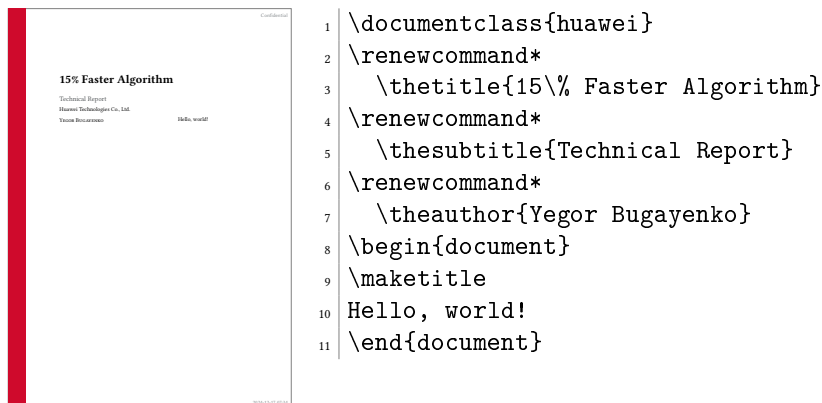 Confidential
15% Faster Algorithm
Technical Report
Huawei Technologies Co., Ltd.
Yegor Bugayenko
Hello, world!
1 \documentclass{huawei}
2 \renewcommand*
3 \thetitle{15\% Faster Algorithm}
4 \renewcommand*
5 \thesubtitle{Technical Report}
6 \renewcommand*
7 \theauthor{Yegor Bugayenko}
8 \begin{document}
9 \maketitle
10 Hello, world!
11 \end{document}